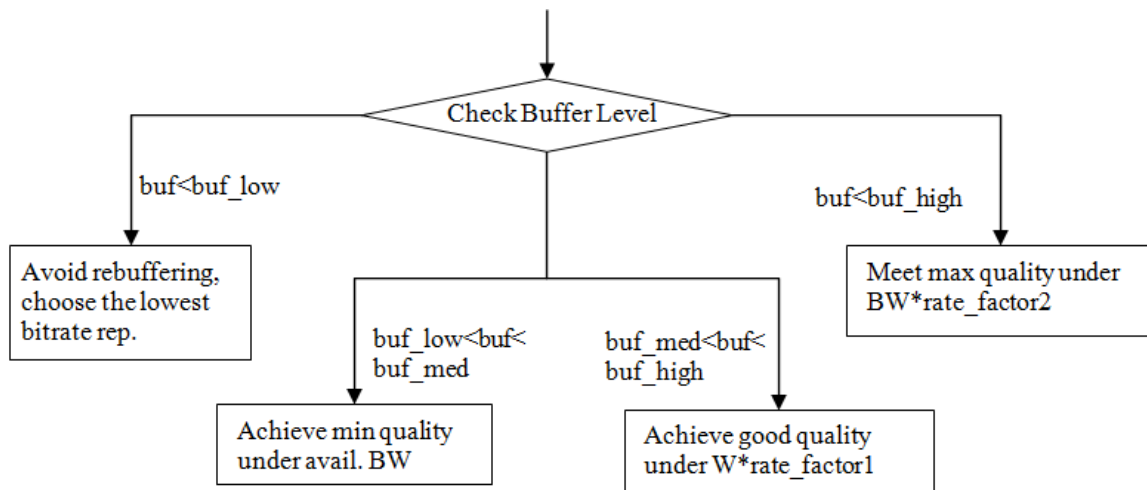 Check Buffer Level
buf<buf_low
buf<buf_high
Avoid rebuffering,
choose the lowest
bitrate rep.
Meet max quality under
BW*rate_factor2
buf_low<buf<
buf_med
buf_med<buf<
buf_high
Achieve min quality
under avail. BW
Achieve good quality
under W*rate_factor1